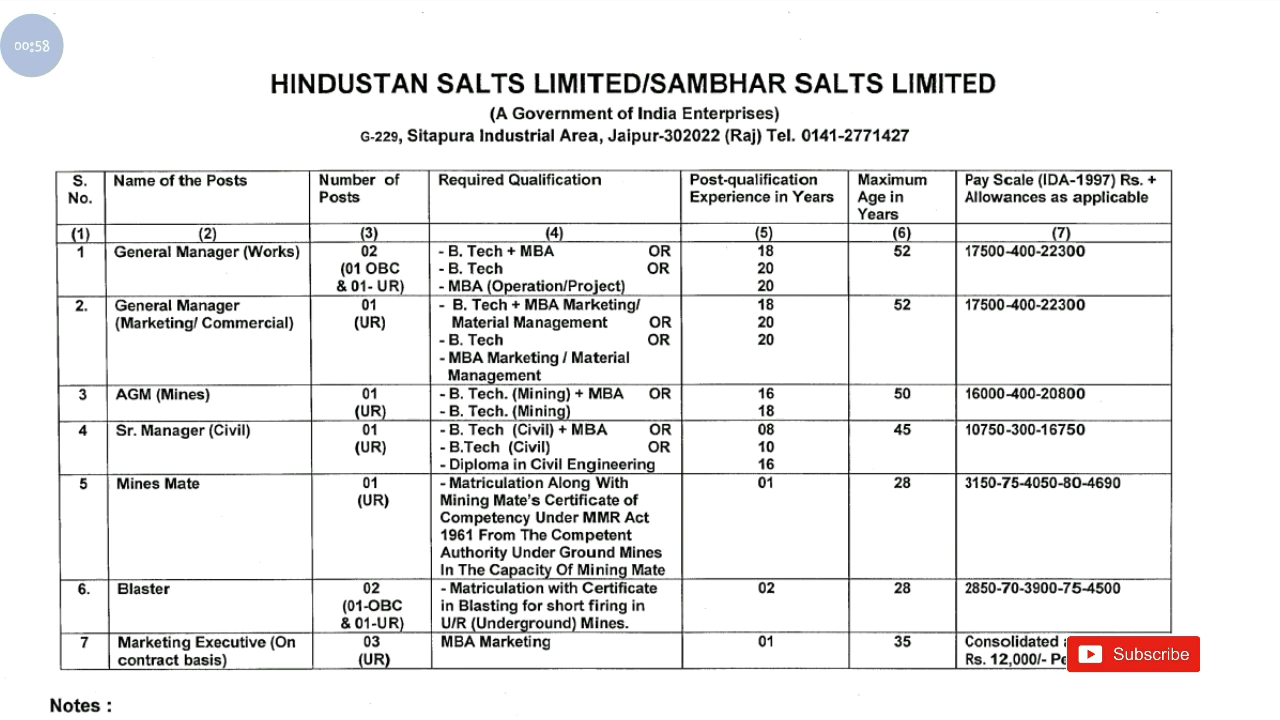 00:58
HINDUSTAN SALTS LIMITED/SAMBHAR SALTS LIMITED
(A Government of India Enterprises)
G-229, Sitapura Industrial Area, Jaipur-302022 (Raj) Tel. 0141-2771427
S. No. Name of the Posts Number of Posts Required Qualification Post-qualification Experience in Years Maximum Age in Years Pay Scale (IDA-1997) Rs. + Allowances as applicable
(1) (2) (3) (4) (5) (6) (7)
1 General Manager (Works) 02 - B. Tech + MBA OR 18 52 17500-400-22300
(01 OBC - B. Tech OR 20
& 01- UR) - MBA (Operation/Project) 20
2. General Manager 01 - B. Tech + MBA Marketing/ 18 52 17500-400-22300
(Marketing/ Commercial) (UR) Material Management OR 20
- B. Tech OR 20
- MBA Marketing / Material
Management
3 AGM (Mines) 01 - B. Tech. (Mining) + MBA OR 16 50 16000-400-20800
(UR) - B. Tech. (Mining) 18
4 Sr. Manager (Civil) 01 - B. Tech (Civil) + MBA OR 08 45 10750-300-16750
(UR) - B.Tech (Civil) OR 10
- Diploma in Civil Engineering 16
5 Mines Mate 01 - Matriculation Along With 01 28 3150-75-4050-80-4690
(UR) Mining Mate's Certificate of
Competency Under MMR Act
1961 From The Competent
Authority Under Ground Mines
In The Capacity Of Mining Mate
6. Blaster 02 - Matriculation with Certificate 02 28 2850-70-3900-75-4500
(01-OBC in Blasting for short firing in
& 01-UR) U/R (Underground) Mines.
7 Marketing Executive (On 03 MBA Marketing 01 35 Consolidated
contract basis) (UR) Rs. 12,000/-
Subscribe
Notes :